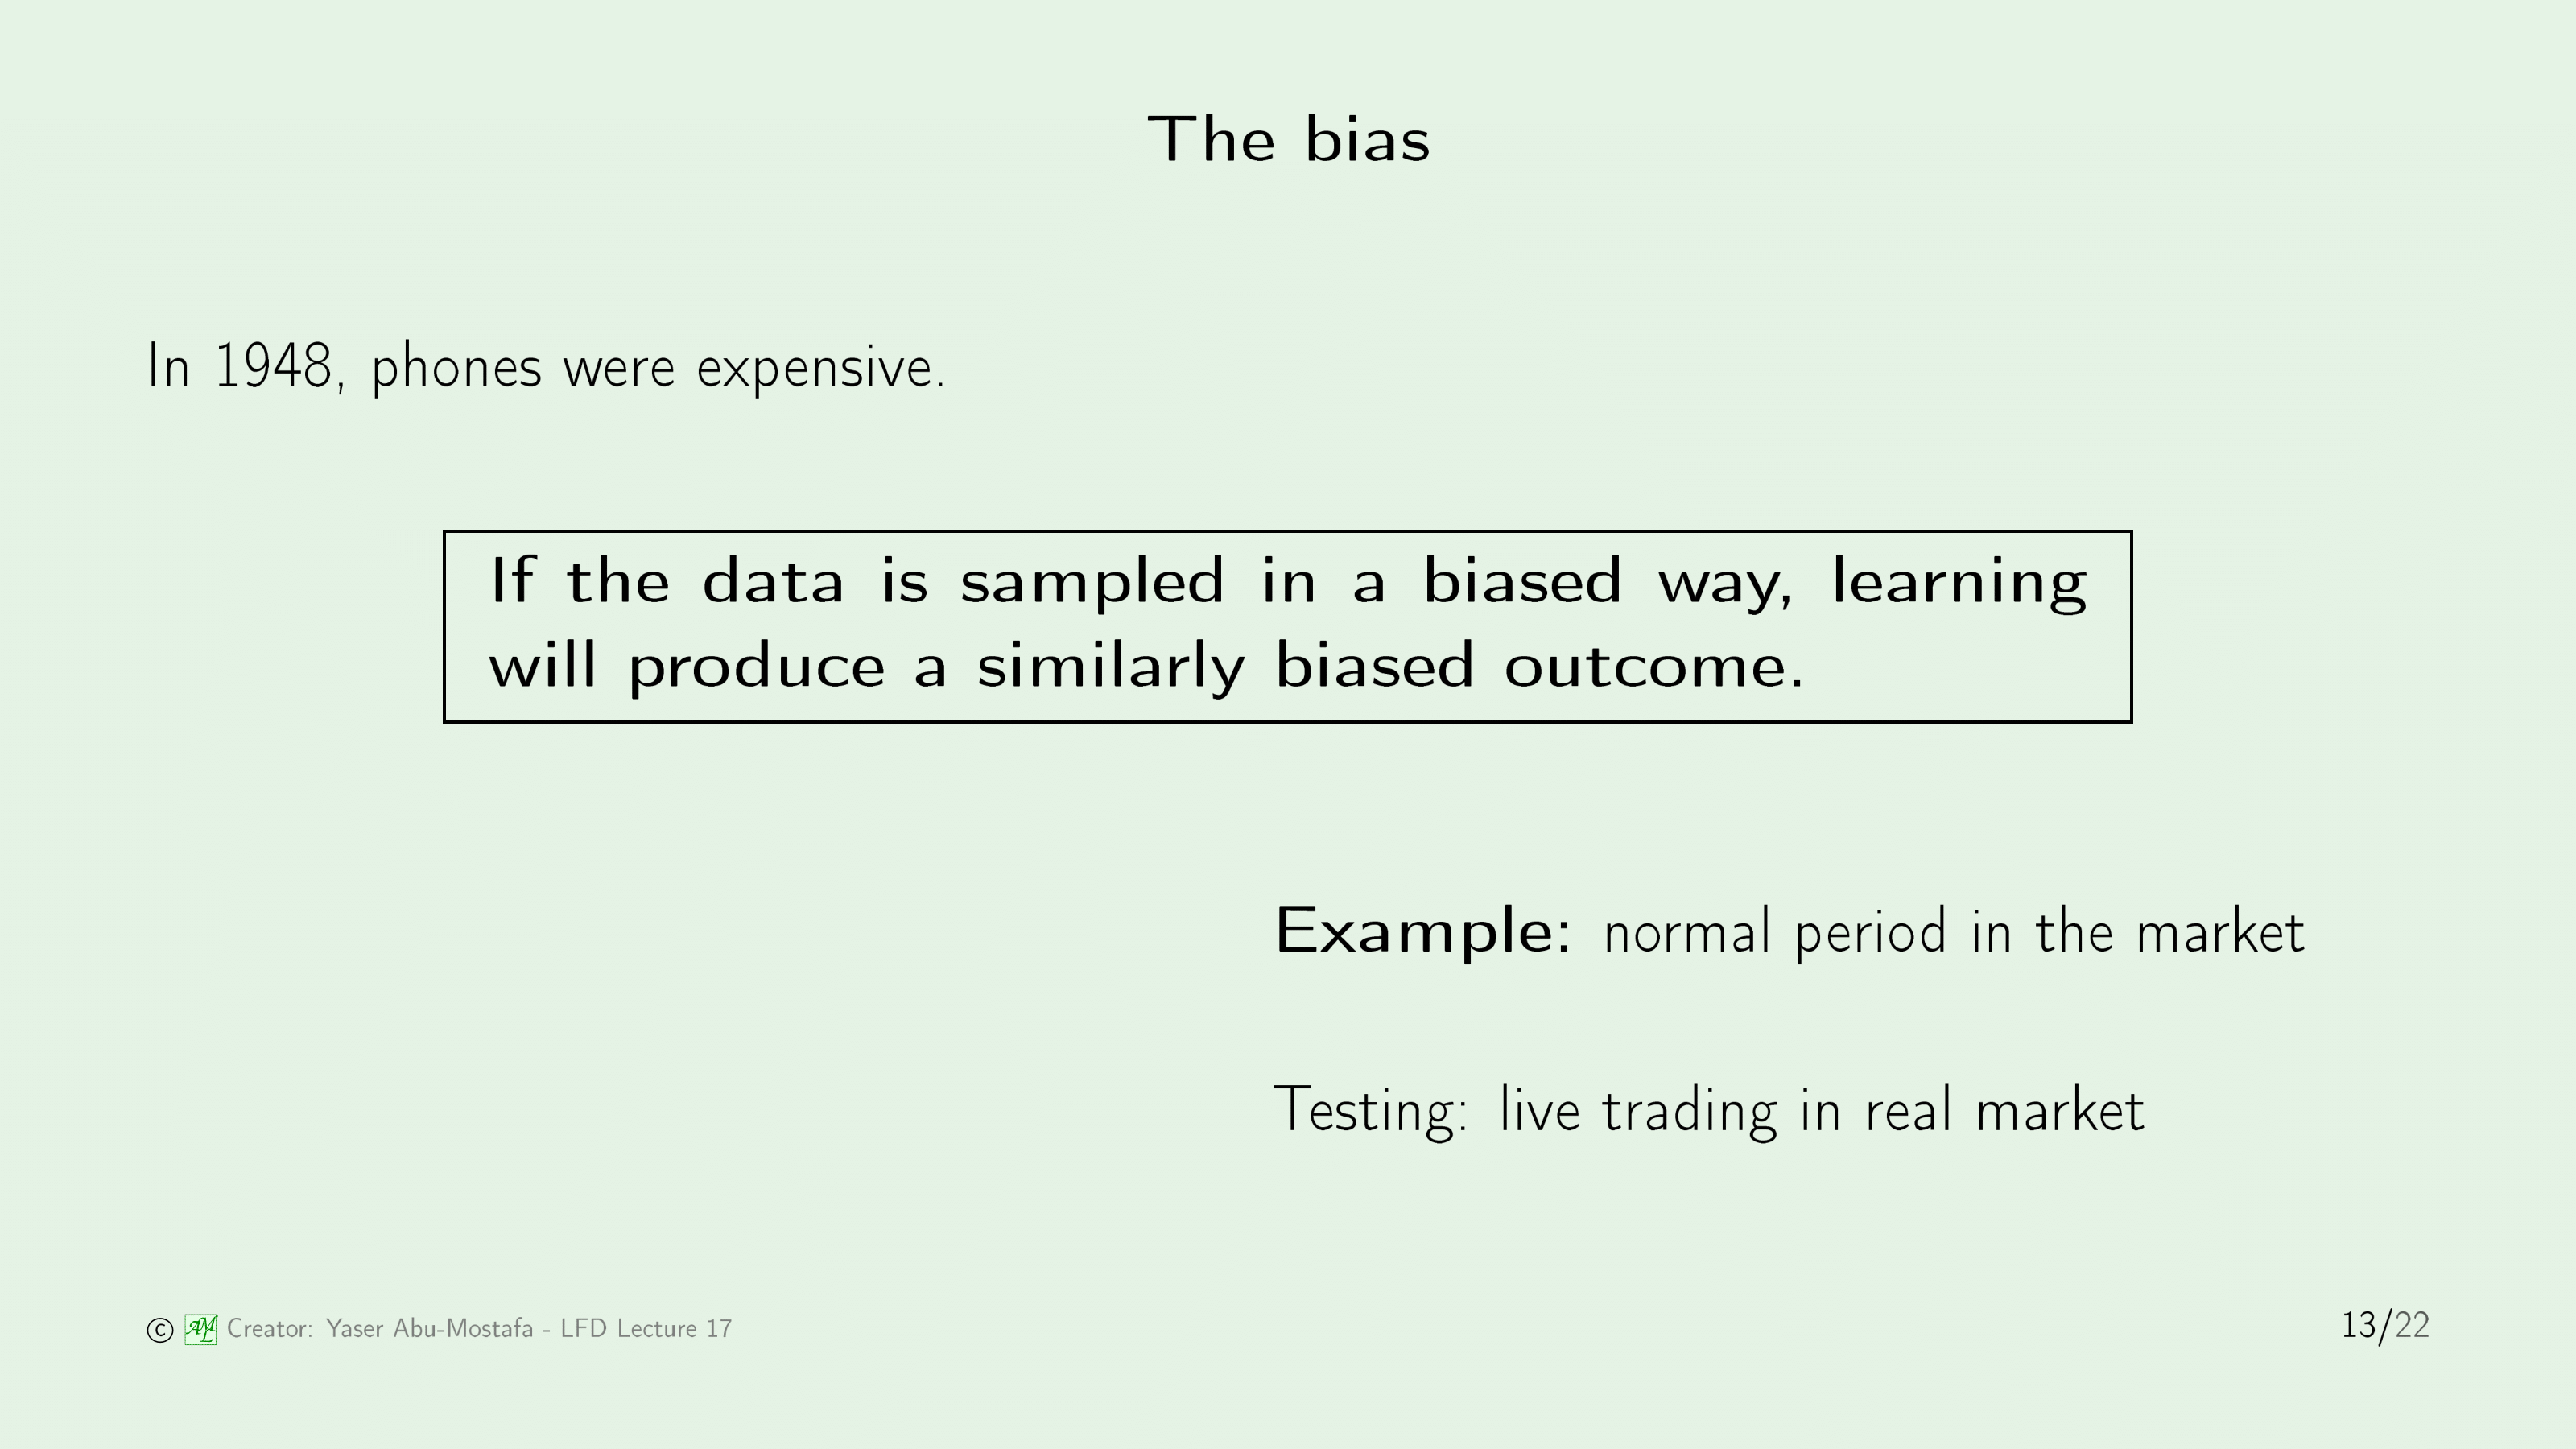 The bias
In 1948, phones were expensive.
If the data is sampled in a biased way, learning
will produce a similarly biased outcome.
Example: normal period in the market
Testing: live trading in real market
© AML Creator: Yaser Abu-Mostafa - LFD Lecture 17
13/22